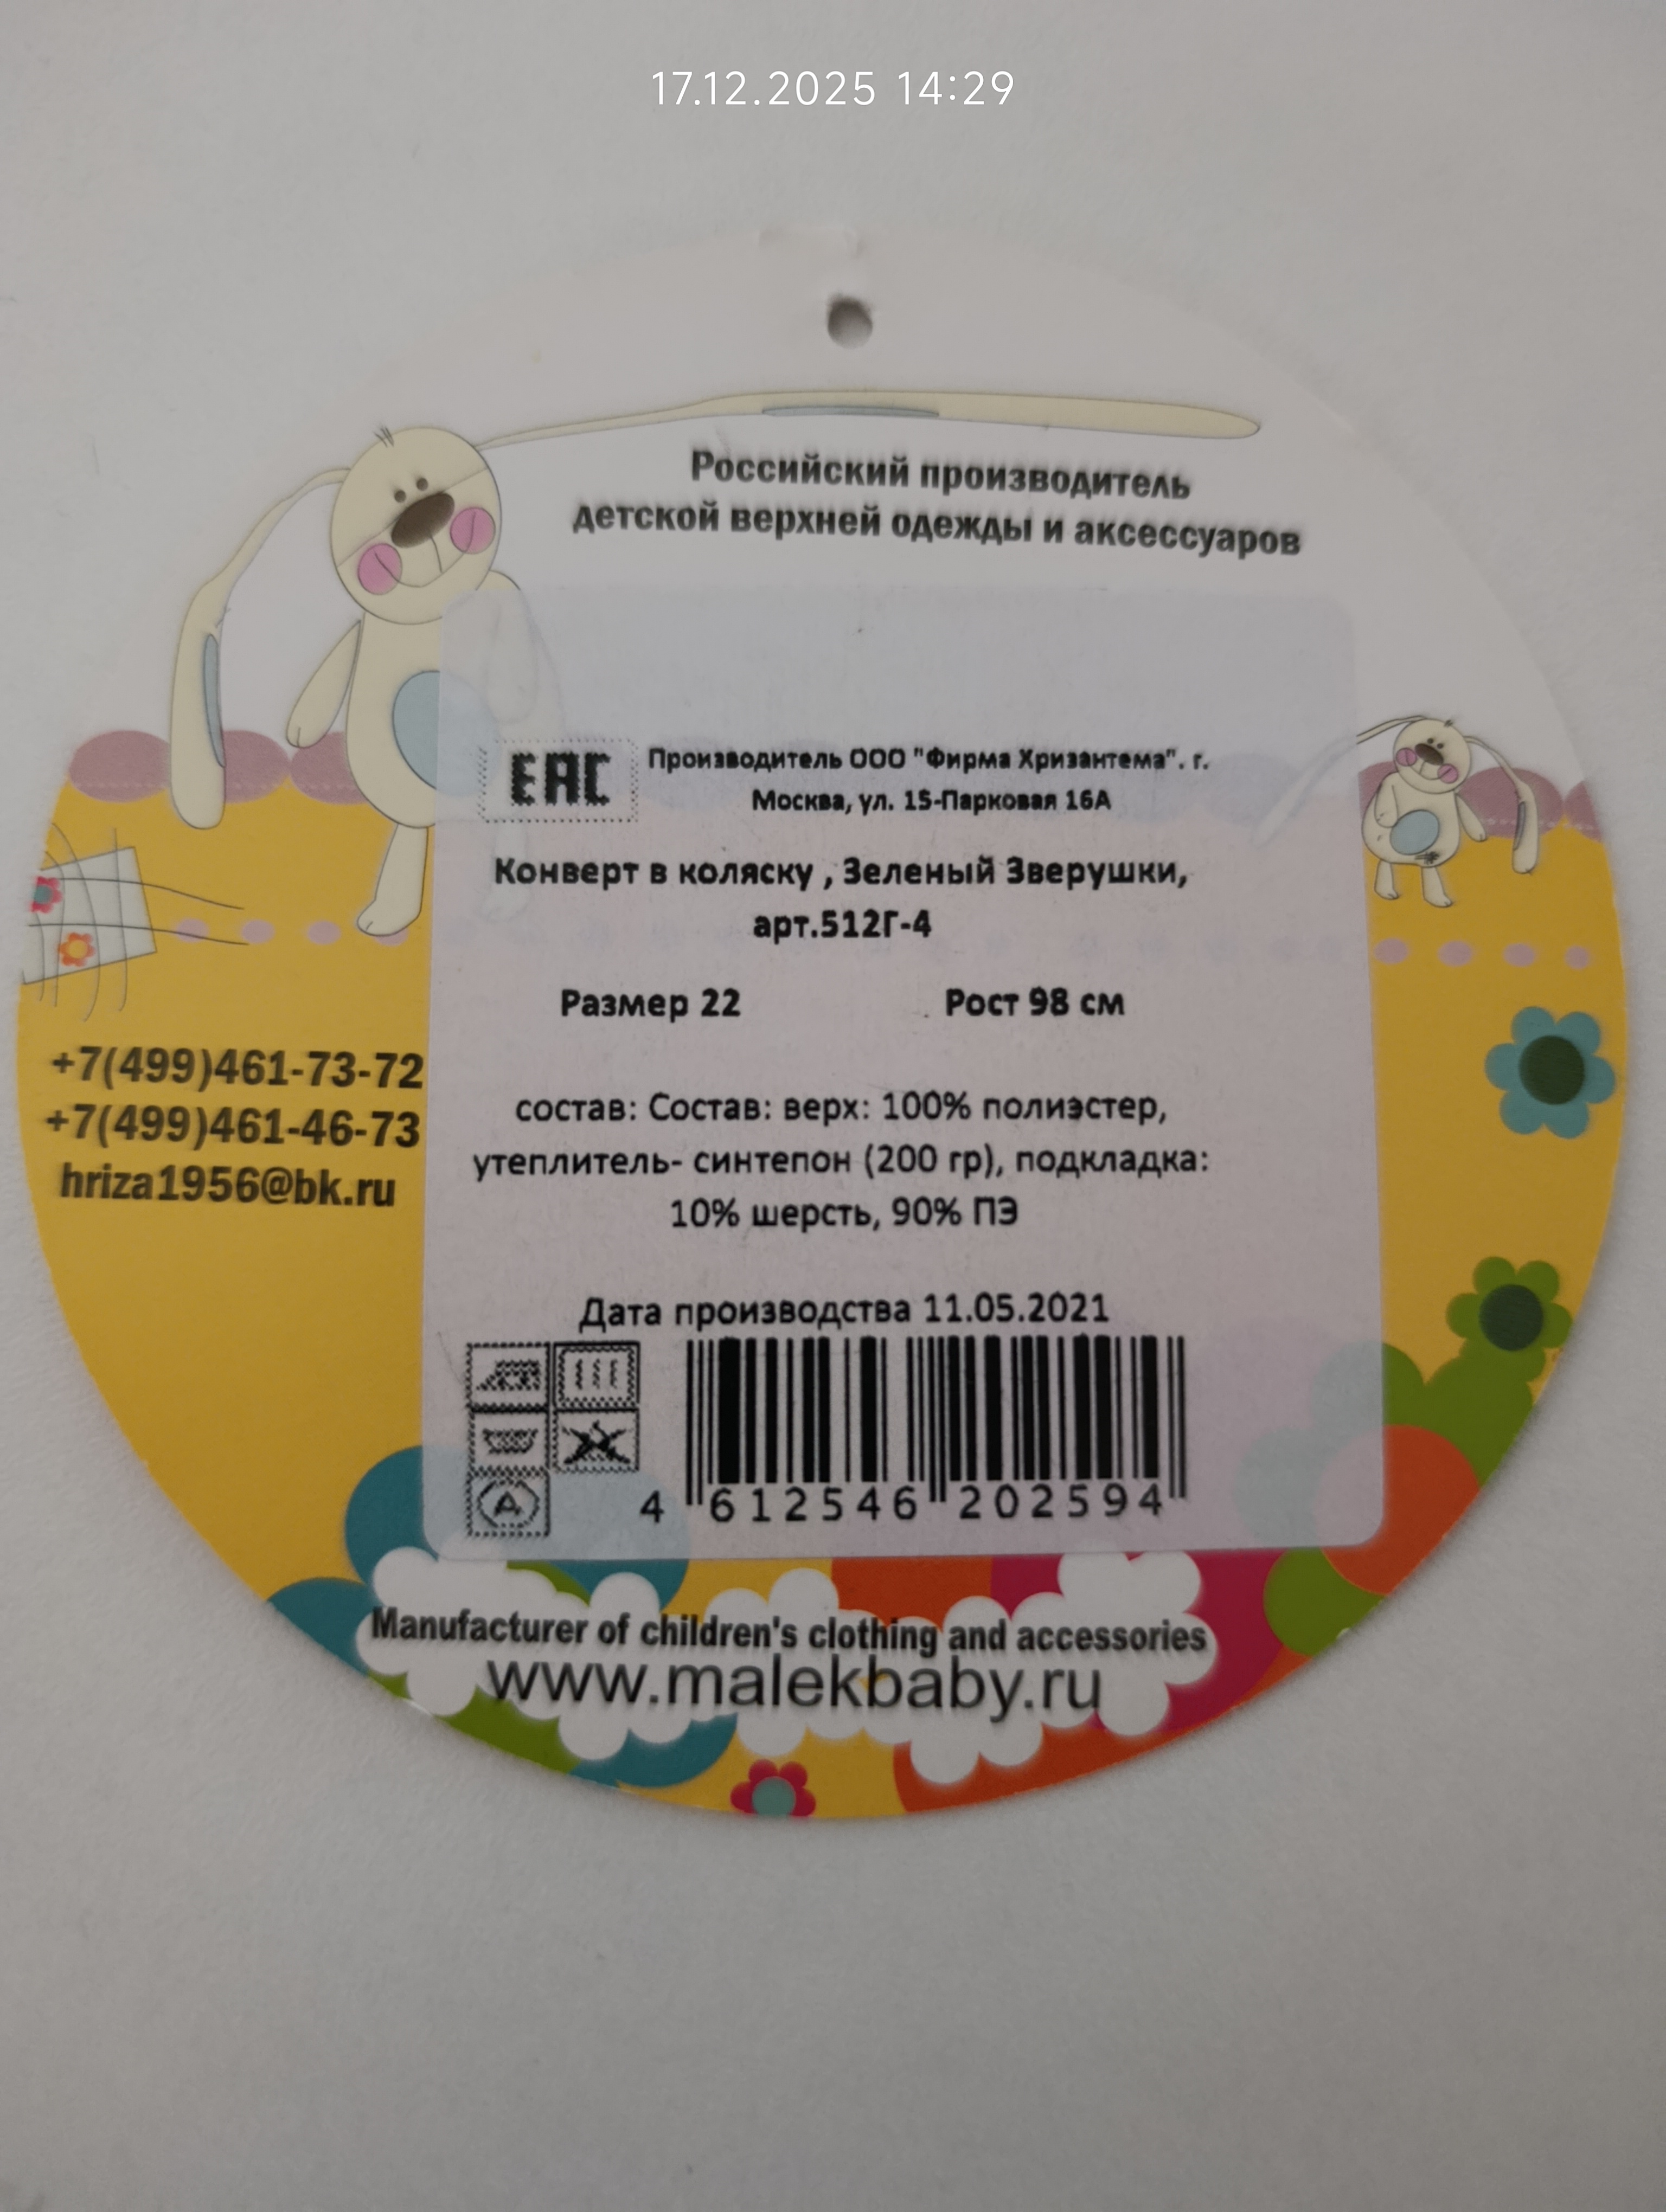 17.12.2025 14:29
Российский производитель
детской верхней одежды и аксессуаров
EAC
Производитель ООО "Фирма Хризантема". г.
Москва, ул. 15-Парковая 16А
Конверт в коляску , Зеленый Зверушки,
арт.512Г-4
Размер 22 Рост 98 см
+7(499)461-73-72
+7(499)461-46-73
hriza1956@bk.ru
состав: Состав: верх: 100% полиэстер,
утеплитель- синтепон (200 гр), подкладка:
10% шерсть, 90% ПЭ
Дата производства 11.05.2021
A
4 612546 202594
Manufacturer of children's clothing and accessories
www.malekbaby.ru